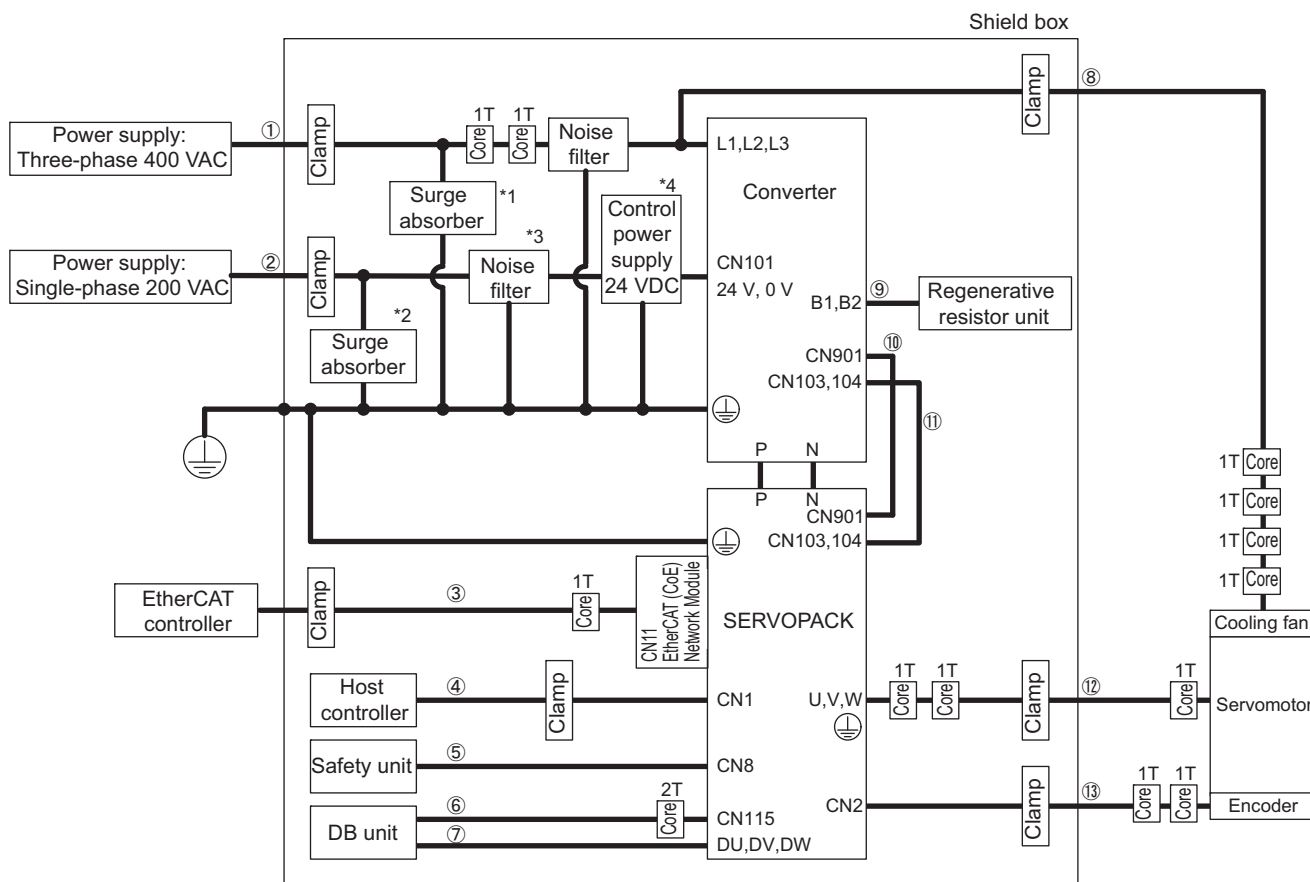 Shield box
Clamp
⑧
1T
1T
Power supply:
Three-phase 400 VAC
①
Clamp
Core
Core
Noise
filter
L1,L2,L3
Surge
absorber
*1
*4
Control
power
supply
24 VDC
Converter
Power supply:
Single-phase 200 VAC
②
Clamp
*3
Noise
filter
CN101
24 V, 0 V
B1,B2
⑨
Regenerative
resistor unit
*2
Surge
absorber
CN901
⑩
CN103,104
⑪
P
N
P
N
CN901
CN103,104
1T
Core
1T
Core
1T
Core
1T
Core
EtherCAT
controller
Clamp
③
1T
Core
CN11
EtherCAT (CoE)
Network Module
SERVOPACK
Cooling fan
Host
controller
④
Clamp
CN1
U,V,W
1T
Core
1T
Core
Clamp
⑫
1T
Core
Servomotor
Safety unit
⑤
CN8
DB unit
⑥
2T
Core
CN115
⑦
DU,DV,DW
CN2
Clamp
⑬
1T
Core
1T
Core
Encoder